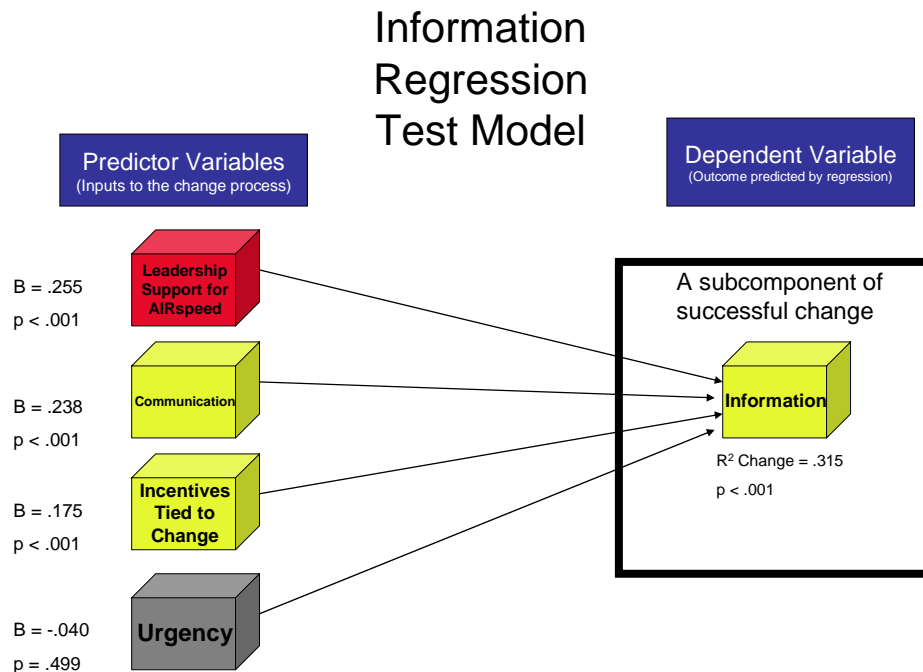 Information
Regression
Test Model
Predictor Variables
(Inputs to the change process)
Dependent Variable
(Outcome predicted by regression)
B = .255
p < .001
Leadership
Support for
AIRspeed
B = .238
p < .001
Communication
B = .175
p < .001
Incentives
Tied to
Change
B = -.040
p = .499
Urgency
A subcomponent of
successful change
Information
R² Change = .315
p < .001